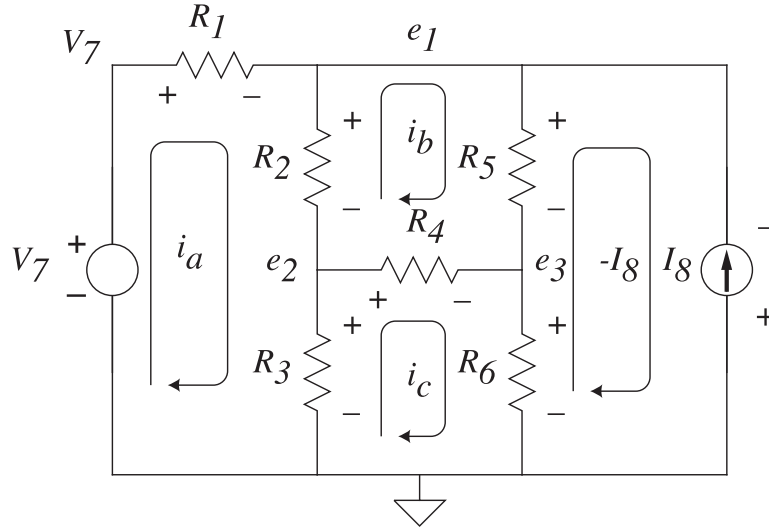 R1
e1
V7
+ −
+ +
R2 ib R5
− −
R4
V7 + − ia e2 e3 -I8 I8 − +
+ −
+ +
R3 ic R6
− −